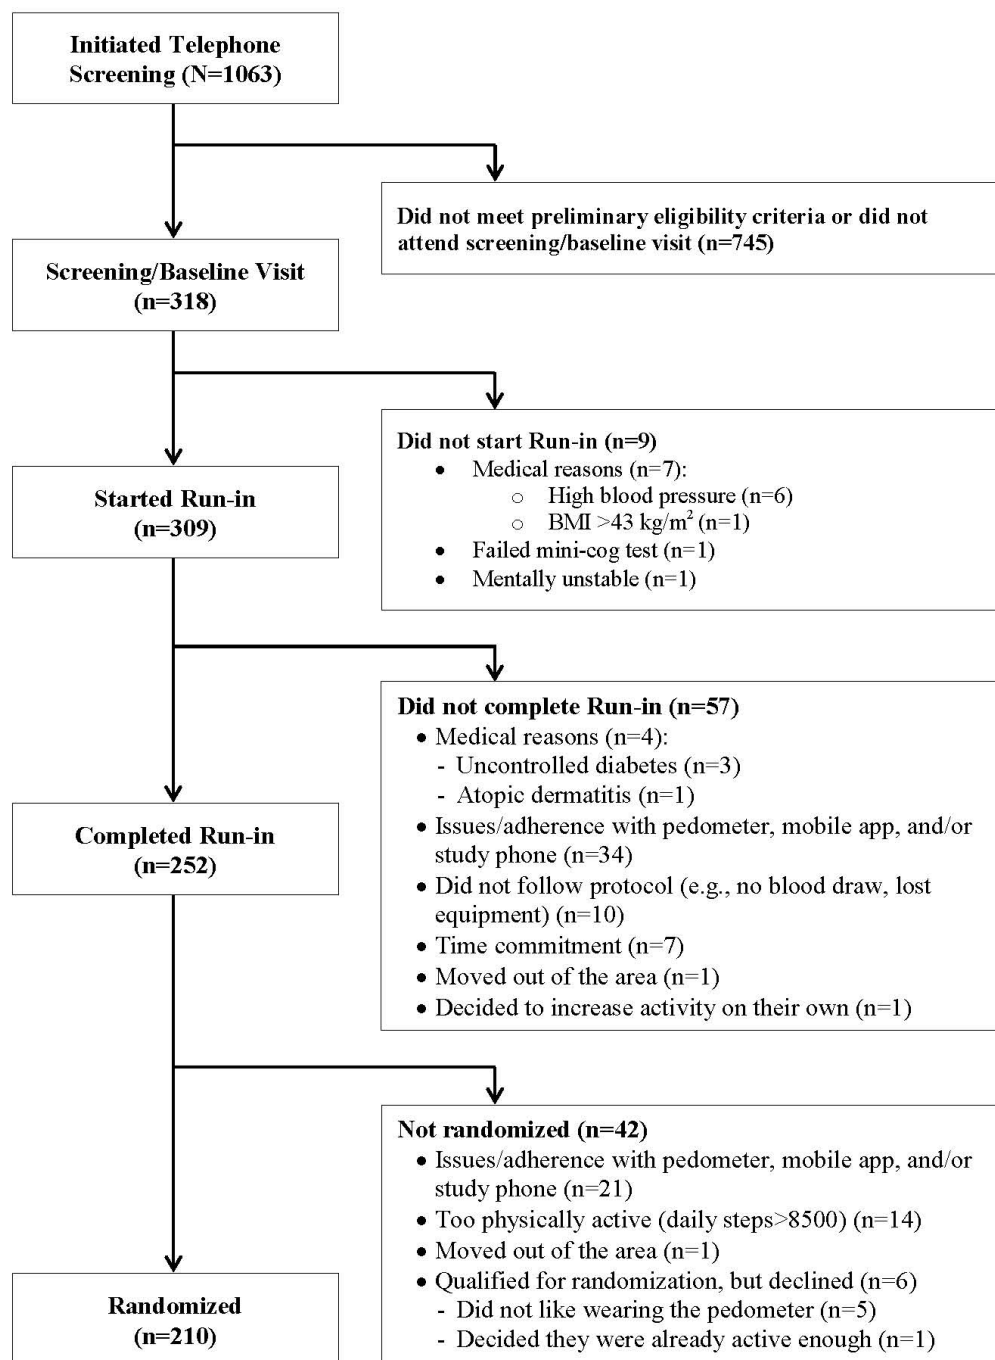 Initiated Telephone
Screening (N=1063)
Did not meet preliminary eligibility criteria or did not
attend screening/baseline visit (n=745)
Screening/Baseline Visit
(n=318)
Did not start Run-in (n=9)
• Medical reasons (n=7):
o High blood pressure (n=6)
o BMI >43 kg/m² (n=1)
• Failed mini-cog test (n=1)
• Mentally unstable (n=1)
Started Run-in
(n=309)
Did not complete Run-in (n=57)
• Medical reasons (n=4):
- Uncontrolled diabetes (n=3)
- Atopic dermatitis (n=1)
• Issues/adherence with pedometer, mobile app, and/or
study phone (n=34)
• Did not follow protocol (e.g., no blood draw, lost
equipment) (n=10)
• Time commitment (n=7)
• Moved out of the area (n=1)
• Decided to increase activity on their own (n=1)
Completed Run-in
(n=252)
Not randomized (n=42)
• Issues/adherence with pedometer, mobile app, and/or
study phone (n=21)
• Too physically active (daily steps>8500) (n=14)
• Moved out of the area (n=1)
• Qualified for randomization, but declined (n=6)
- Did not like wearing the pedometer (n=5)
- Decided they were already active enough (n=1)
Randomized
(n=210)